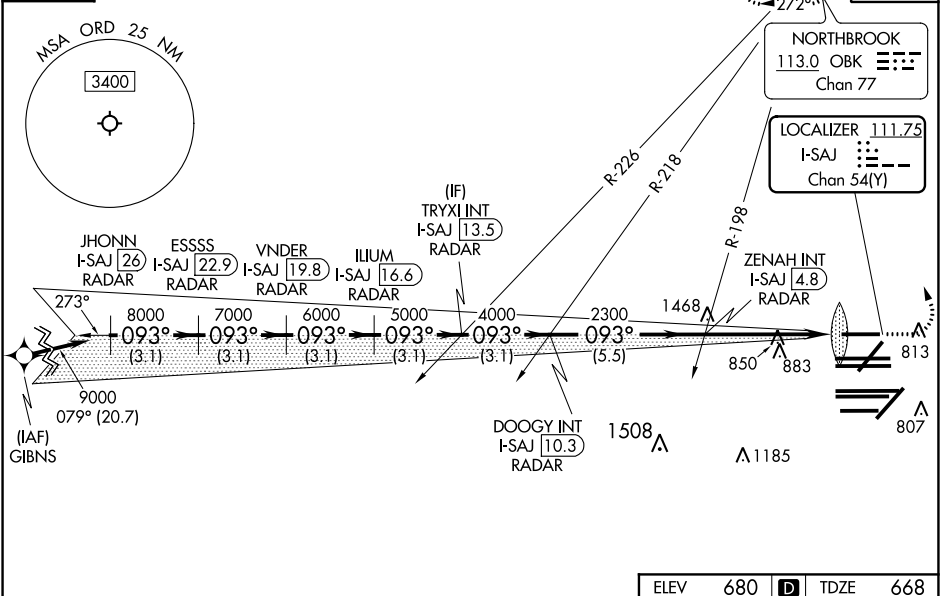 272°
MSA ORD 25 NM
3400
NORTHBROOK
113.0 OBK
Chan 77
LOCALIZER 111.75
I-SAJ
Chan 54(Y)
R-226
R-218
R-198
(IF)
TRYXI INT
I-SAJ 13.5
RADAR
JHONN
I-SAJ 26
RADAR
ESSSS
I-SAJ 22.9
RADAR
VNDER
I-SAJ 19.8
RADAR
ILIUM
I-SAJ 16.6
RADAR
ZENAH INT
I-SAJ 4.8
RADAR
273°
8000
093°
(3.1)
7000
093°
(3.1)
6000
093°
(3.1)
5000
093°
(3.1)
4000
093°
(3.1)
2300
093°
(5.5)
1468
850
883
813
807
9000
079° (20.7)
(IAF)
GIBNS
DOOGY INT
I-SAJ 10.3
RADAR
1508
1185
ELEV 680 D TDZE 668